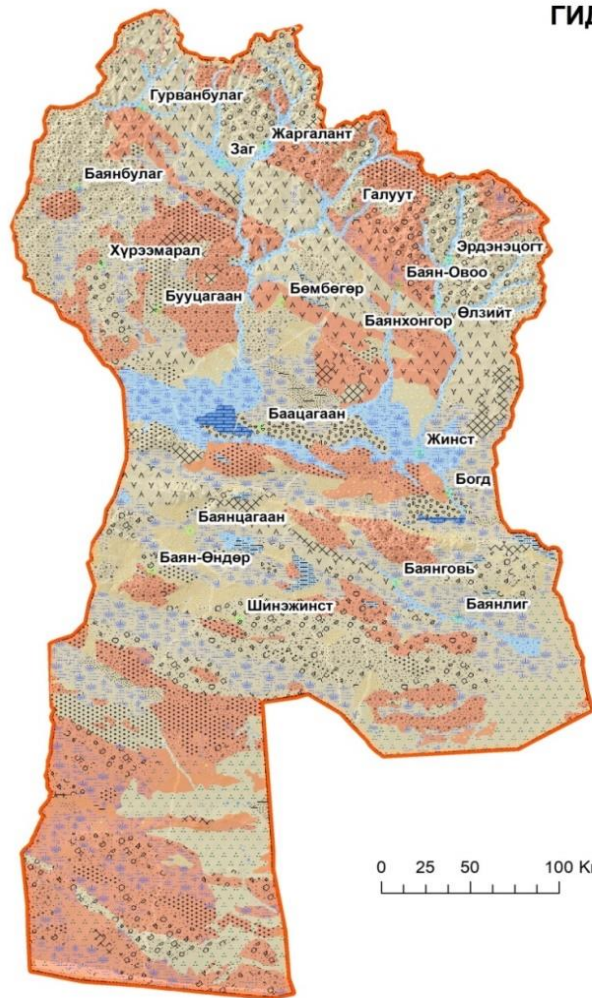 ГИД
Гурванбулаг
Жаргалант
Заг
Баянбулаг
Галуут
Эрдэнэцогт
Хүрээмарал
Баян-Овоо
Бууцагаан
Бөмбөгөр
Өлзийт
Баянхонгор
Баацагаан
Жинст
Богд
Баянцагаан
Баян-Өндөр
Баянговь
Шинэжинст
Баянлиг
0 25 50 100 Km